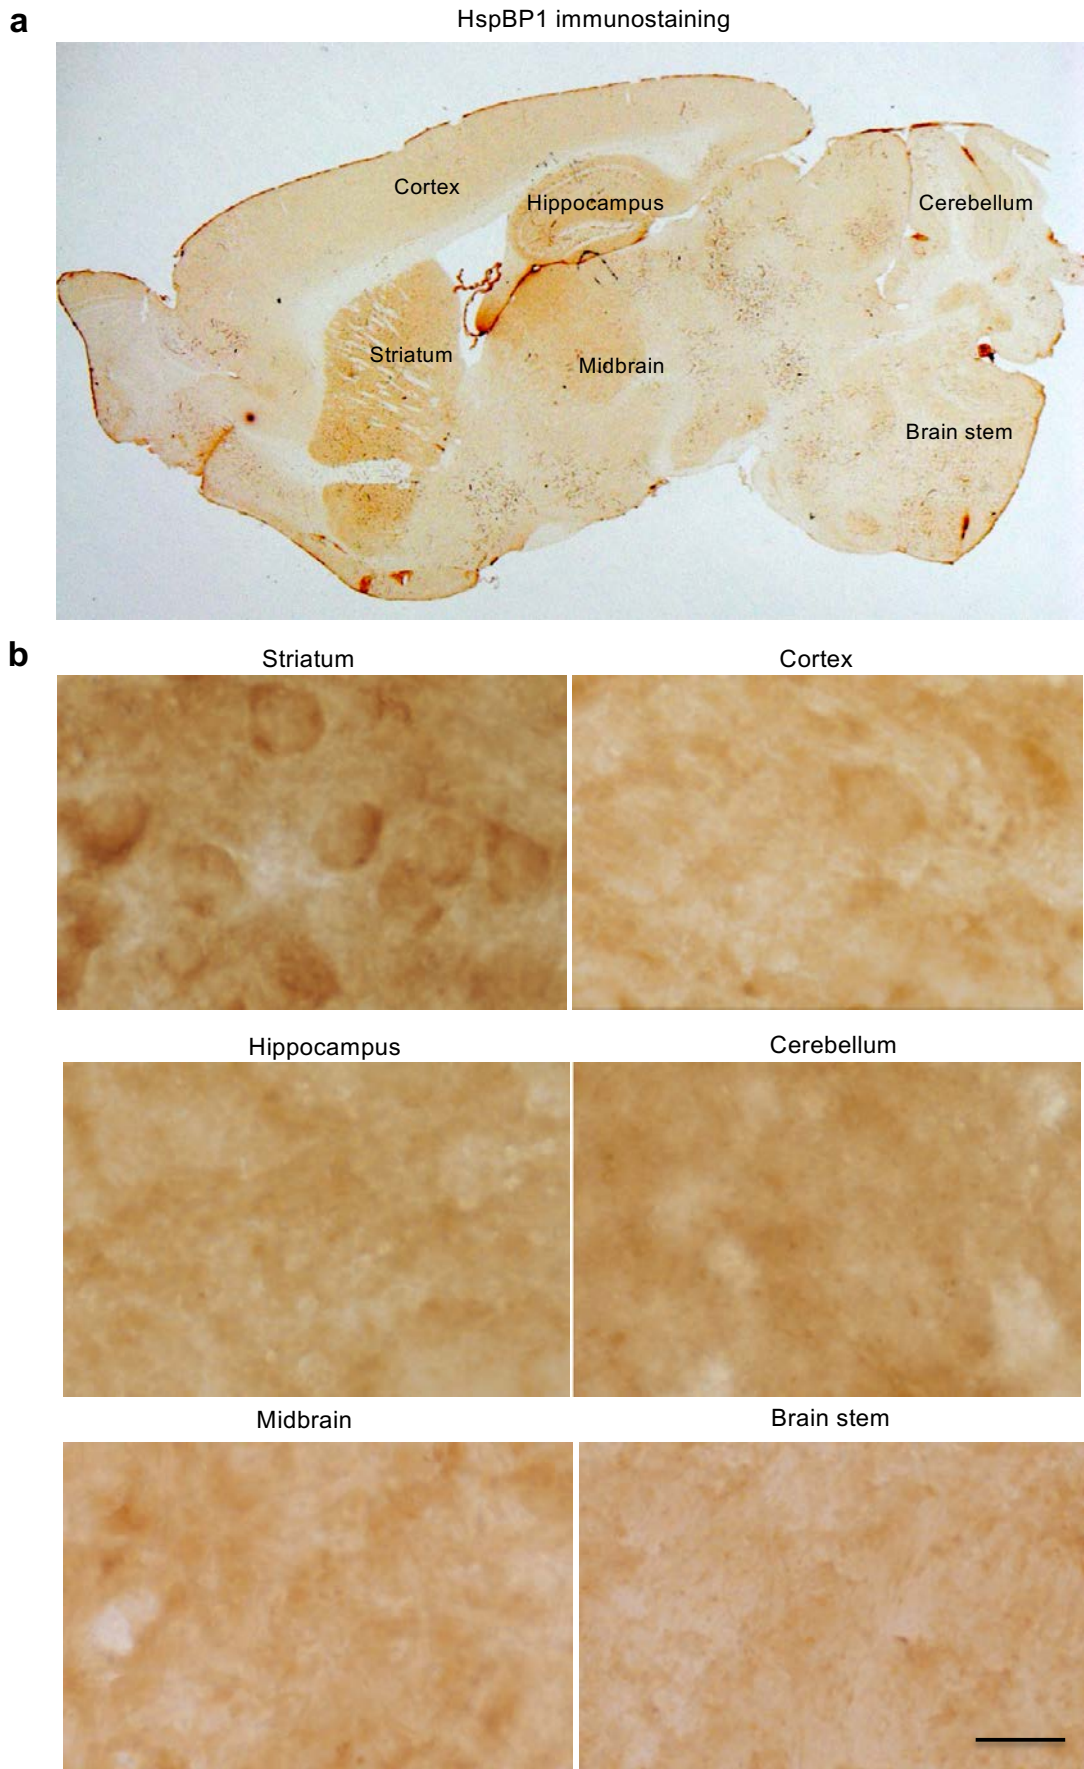 a
HspBP1 immunostaining
Cortex
Hippocampus
Cerebellum
Striatum
Midbrain
Brain stem
b
Striatum
Cortex
Hippocampus
Cerebellum
Midbrain
Brain stem